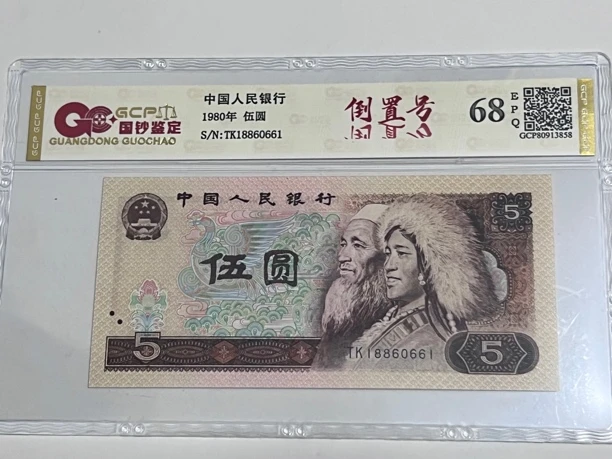 GCP
国钞鉴定
GUANGDONG GUOCHAO
中国人民银行
1980年 伍圆
S/N:TK18860661
倒置号
68
EPQ
GCP80913858
中国人民银行
5
伍圆
5
TK18860661
5